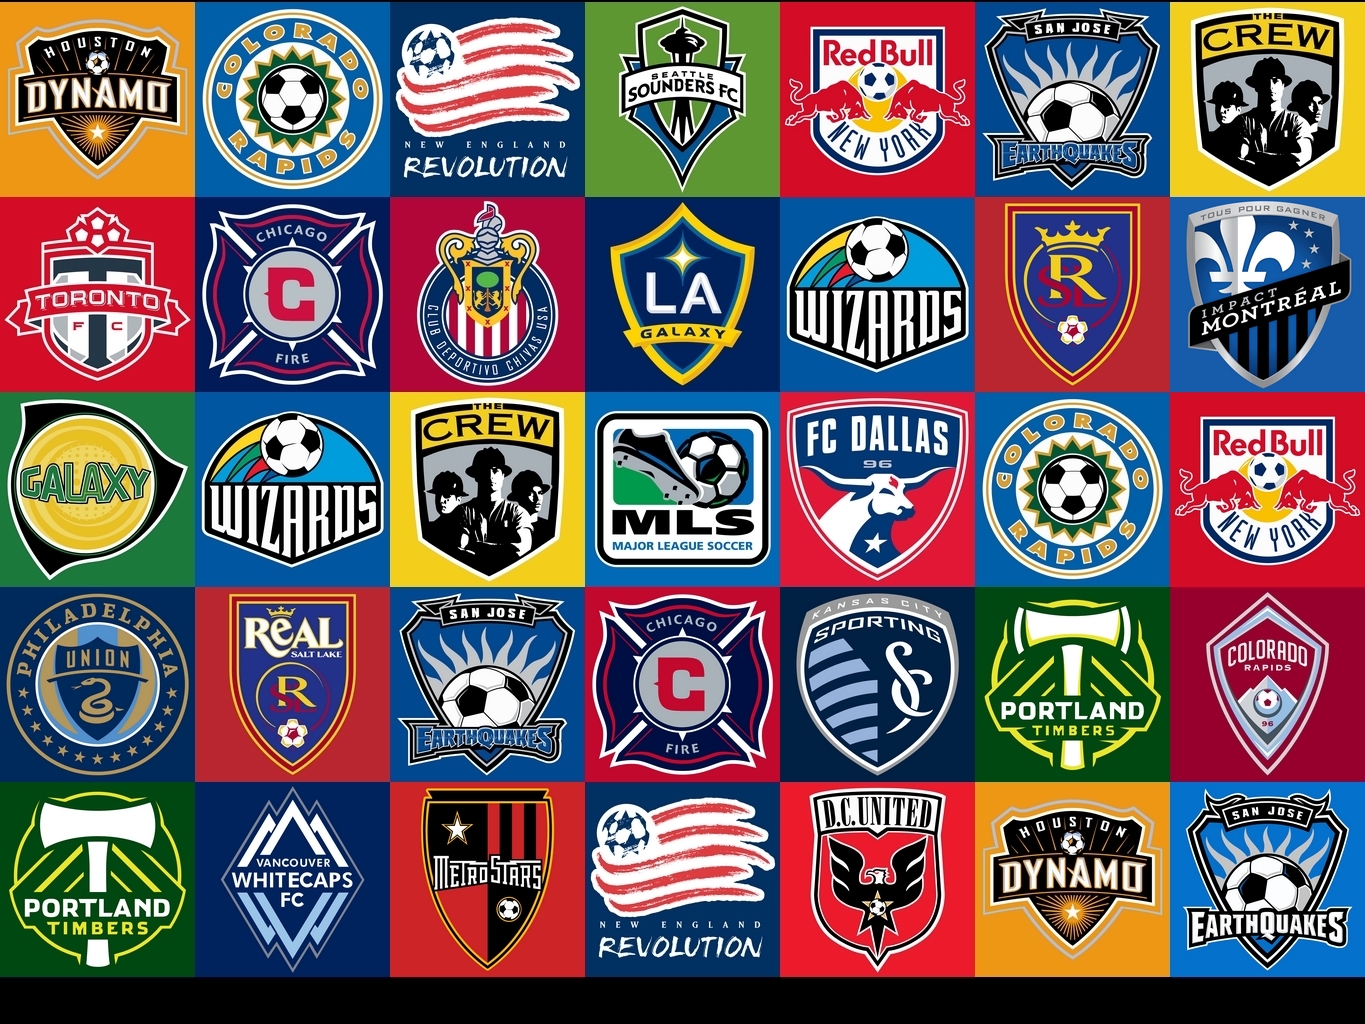 HOUSTON
DYNAMO
COLORADO
RAPIDS
NEW ENGLAND
REVOLUTION
SEATTLE
SOUNDERS FC
Red Bull
NEW YORK
SAN JOSE
EARTHQUAKES
THE
CREW
TORONTO
FC
CHICAGO
C
FIRE
CLUB DEPORTIVO CHIVAS USA
LA
GALAXY
WIZARDS
RSL
TOUS POUR GAGNER
IMPACT
MONTRÉAL
GALAXY
WIZARDS
THE
CREW
MLS
MAJOR LEAGUE SOCCER
FC DALLAS
96
COLORADO
RAPIDS
Red Bull
NEW YORK
PHILADELPHIA
UNION
REAL
SALT LAKE
RSL
SAN JOSE
EARTHQUAKES
CHICAGO
C
FIRE
KANSAS CITY
SPORTING
SC
PORTLAND
TIMBERS
COLORADO
RAPIDS
96
PORTLAND
TIMBERS
VANCOUVER
WHITECAPS
FC
METROSTARS
NEW ENGLAND
REVOLUTION
D.C. UNITED
HOUSTON
DYNAMO
SAN JOSE
EARTHQUAKES